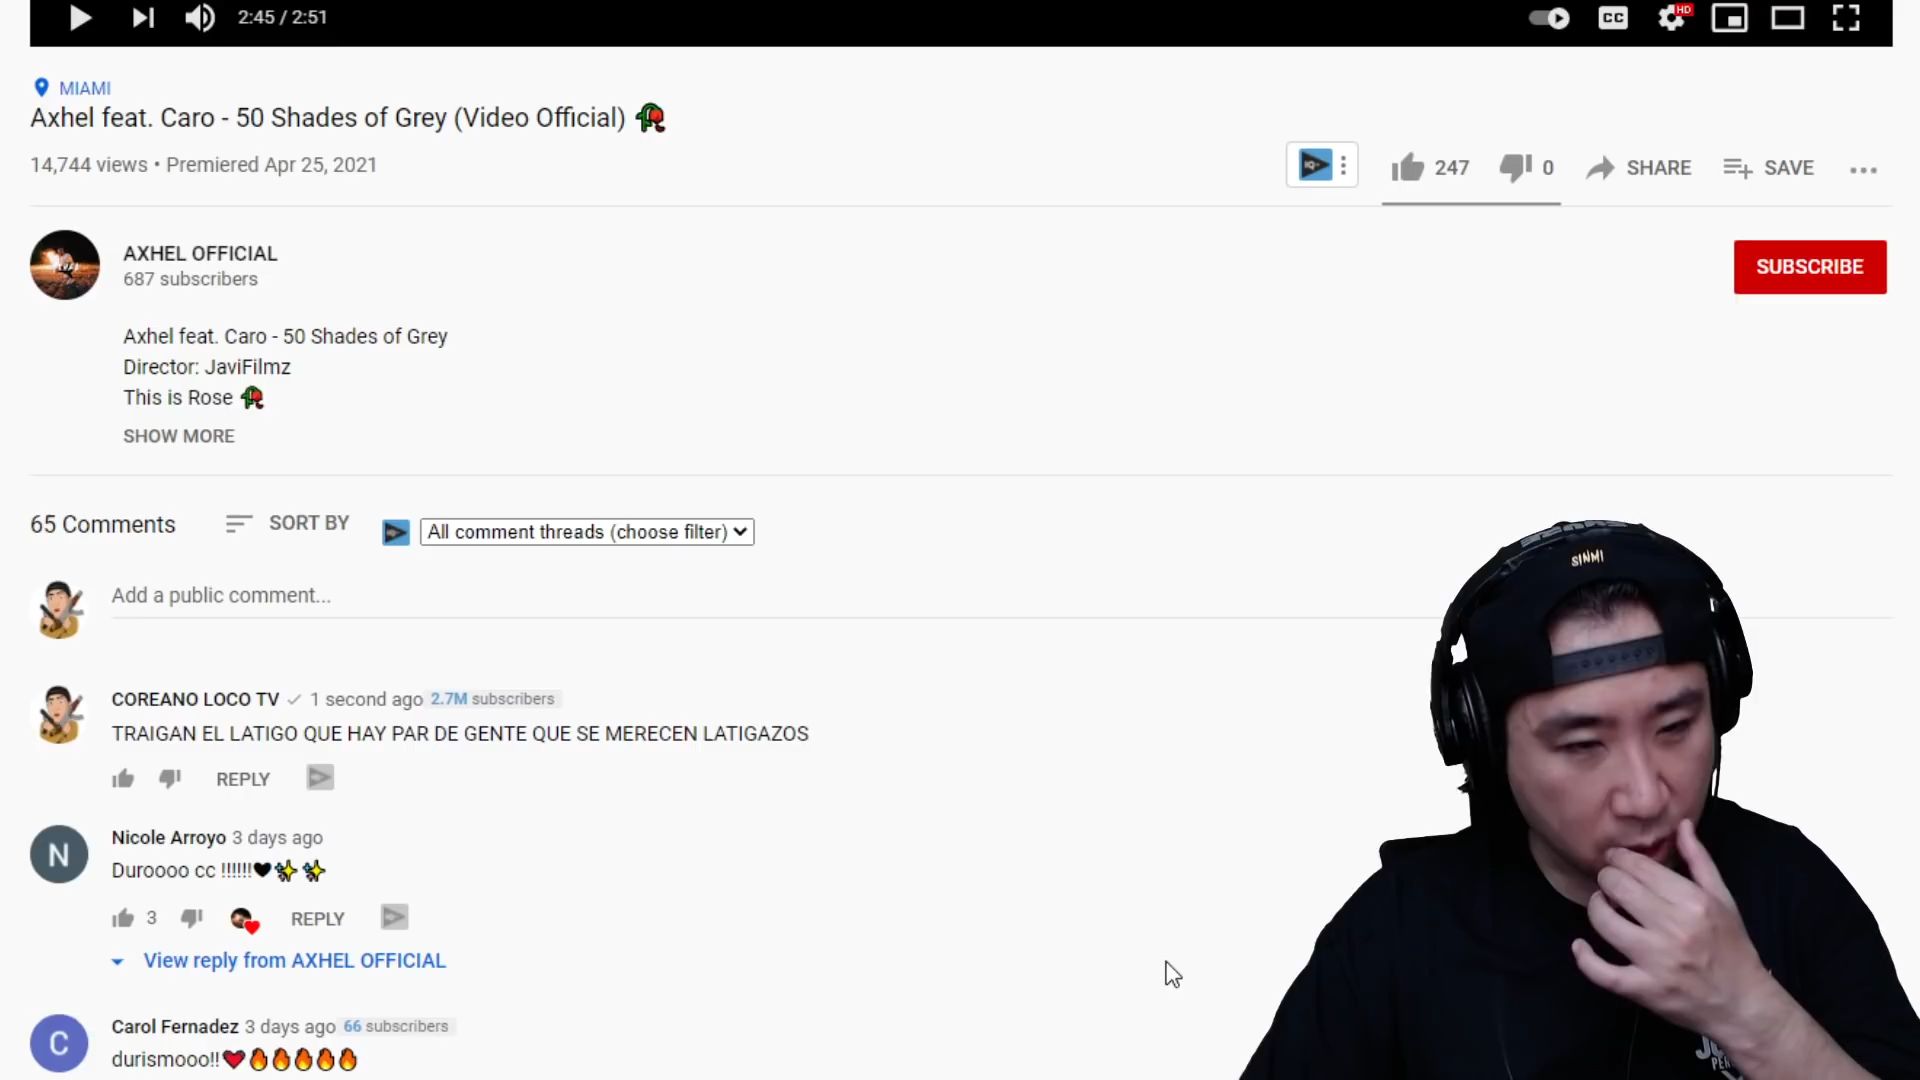 2:45 / 2:51
CC
HD
MIAMI
Axhel feat. Caro - 50 Shades of Grey (Video Official)
14,744 views • Premiered Apr 25, 2021
247
0
SHARE
SAVE
AXHEL OFFICIAL
687 subscribers
SUBSCRIBE
Axhel feat. Caro - 50 Shades of Grey
Director: JaviFilmz
This is Rose
SHOW MORE
65 Comments
SORT BY
All comment threads (choose filter)
Add a public comment...
COREANO LOCO TV 1 second ago 2.7M subscribers
TRAIGAN EL LATIGO QUE HAY PAR DE GENTE QUE SE MERECEN LATIGAZOS
REPLY
N
Nicole Arroyo 3 days ago
Duroooo cc !!!!!!🖤✨✨
3
REPLY
View reply from AXHEL OFFICIAL
C
Carol Fernadez 3 days ago 66 subscribers
durismooo!!❤🔥🔥🔥🔥🔥
SINMI